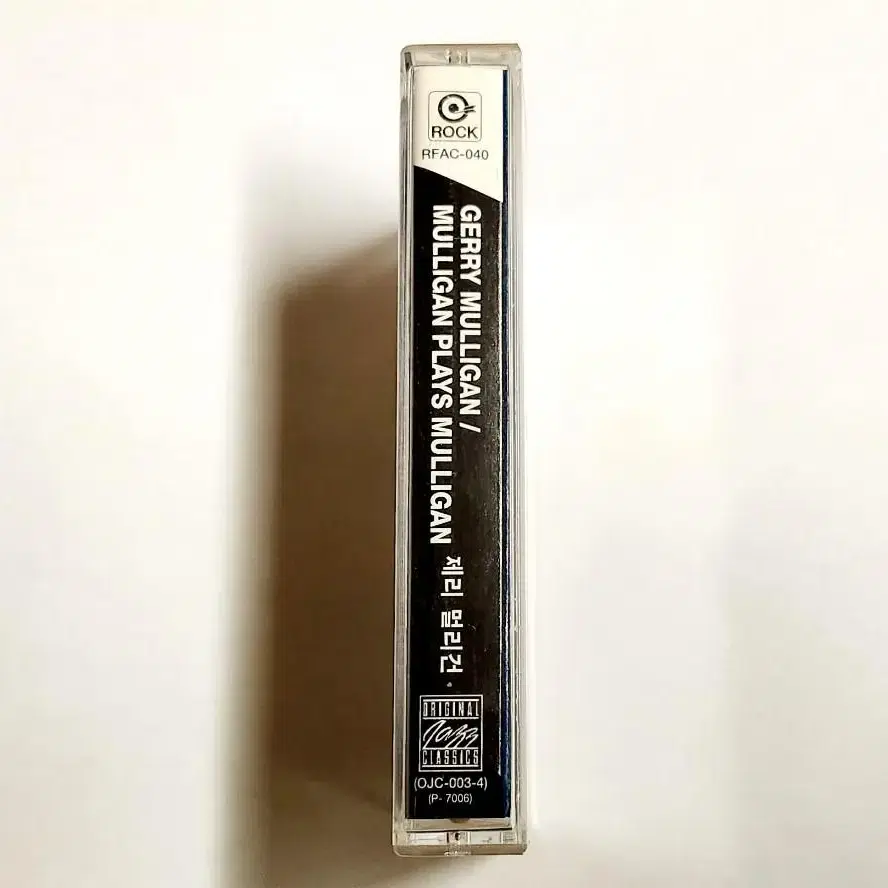 ROCK
RFAC-040
GERRY MULLIGAN /
MULLIGAN PLAYS MULLIGAN
제리 멀리건
ORIGINAL
Jazz
CLASSICS
(OJC-003-4)
(P- 7006)